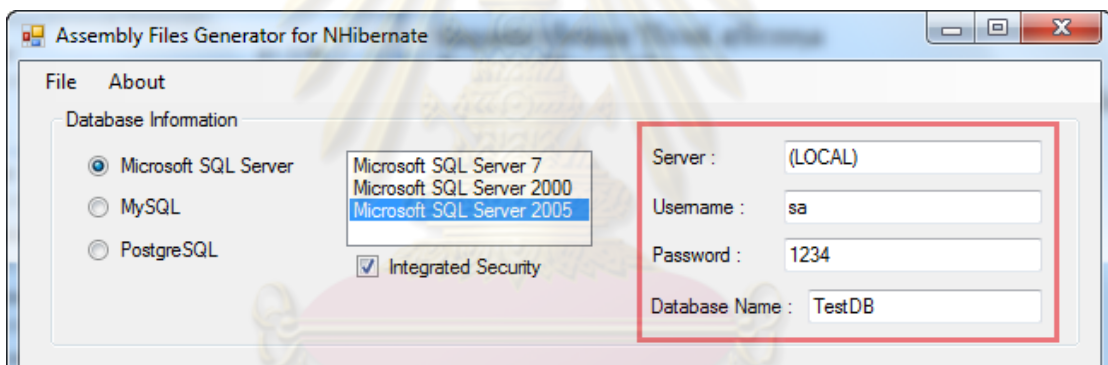 Assembly Files Generator for NHibernate
File About
Database Information
Microsoft SQL Server
MySQL
PostgreSQL
Microsoft SQL Server 7
Microsoft SQL Server 2000
Microsoft SQL Server 2005
Integrated Security
Server : (LOCAL)
Username : sa
Password : 1234
Database Name : TestDB